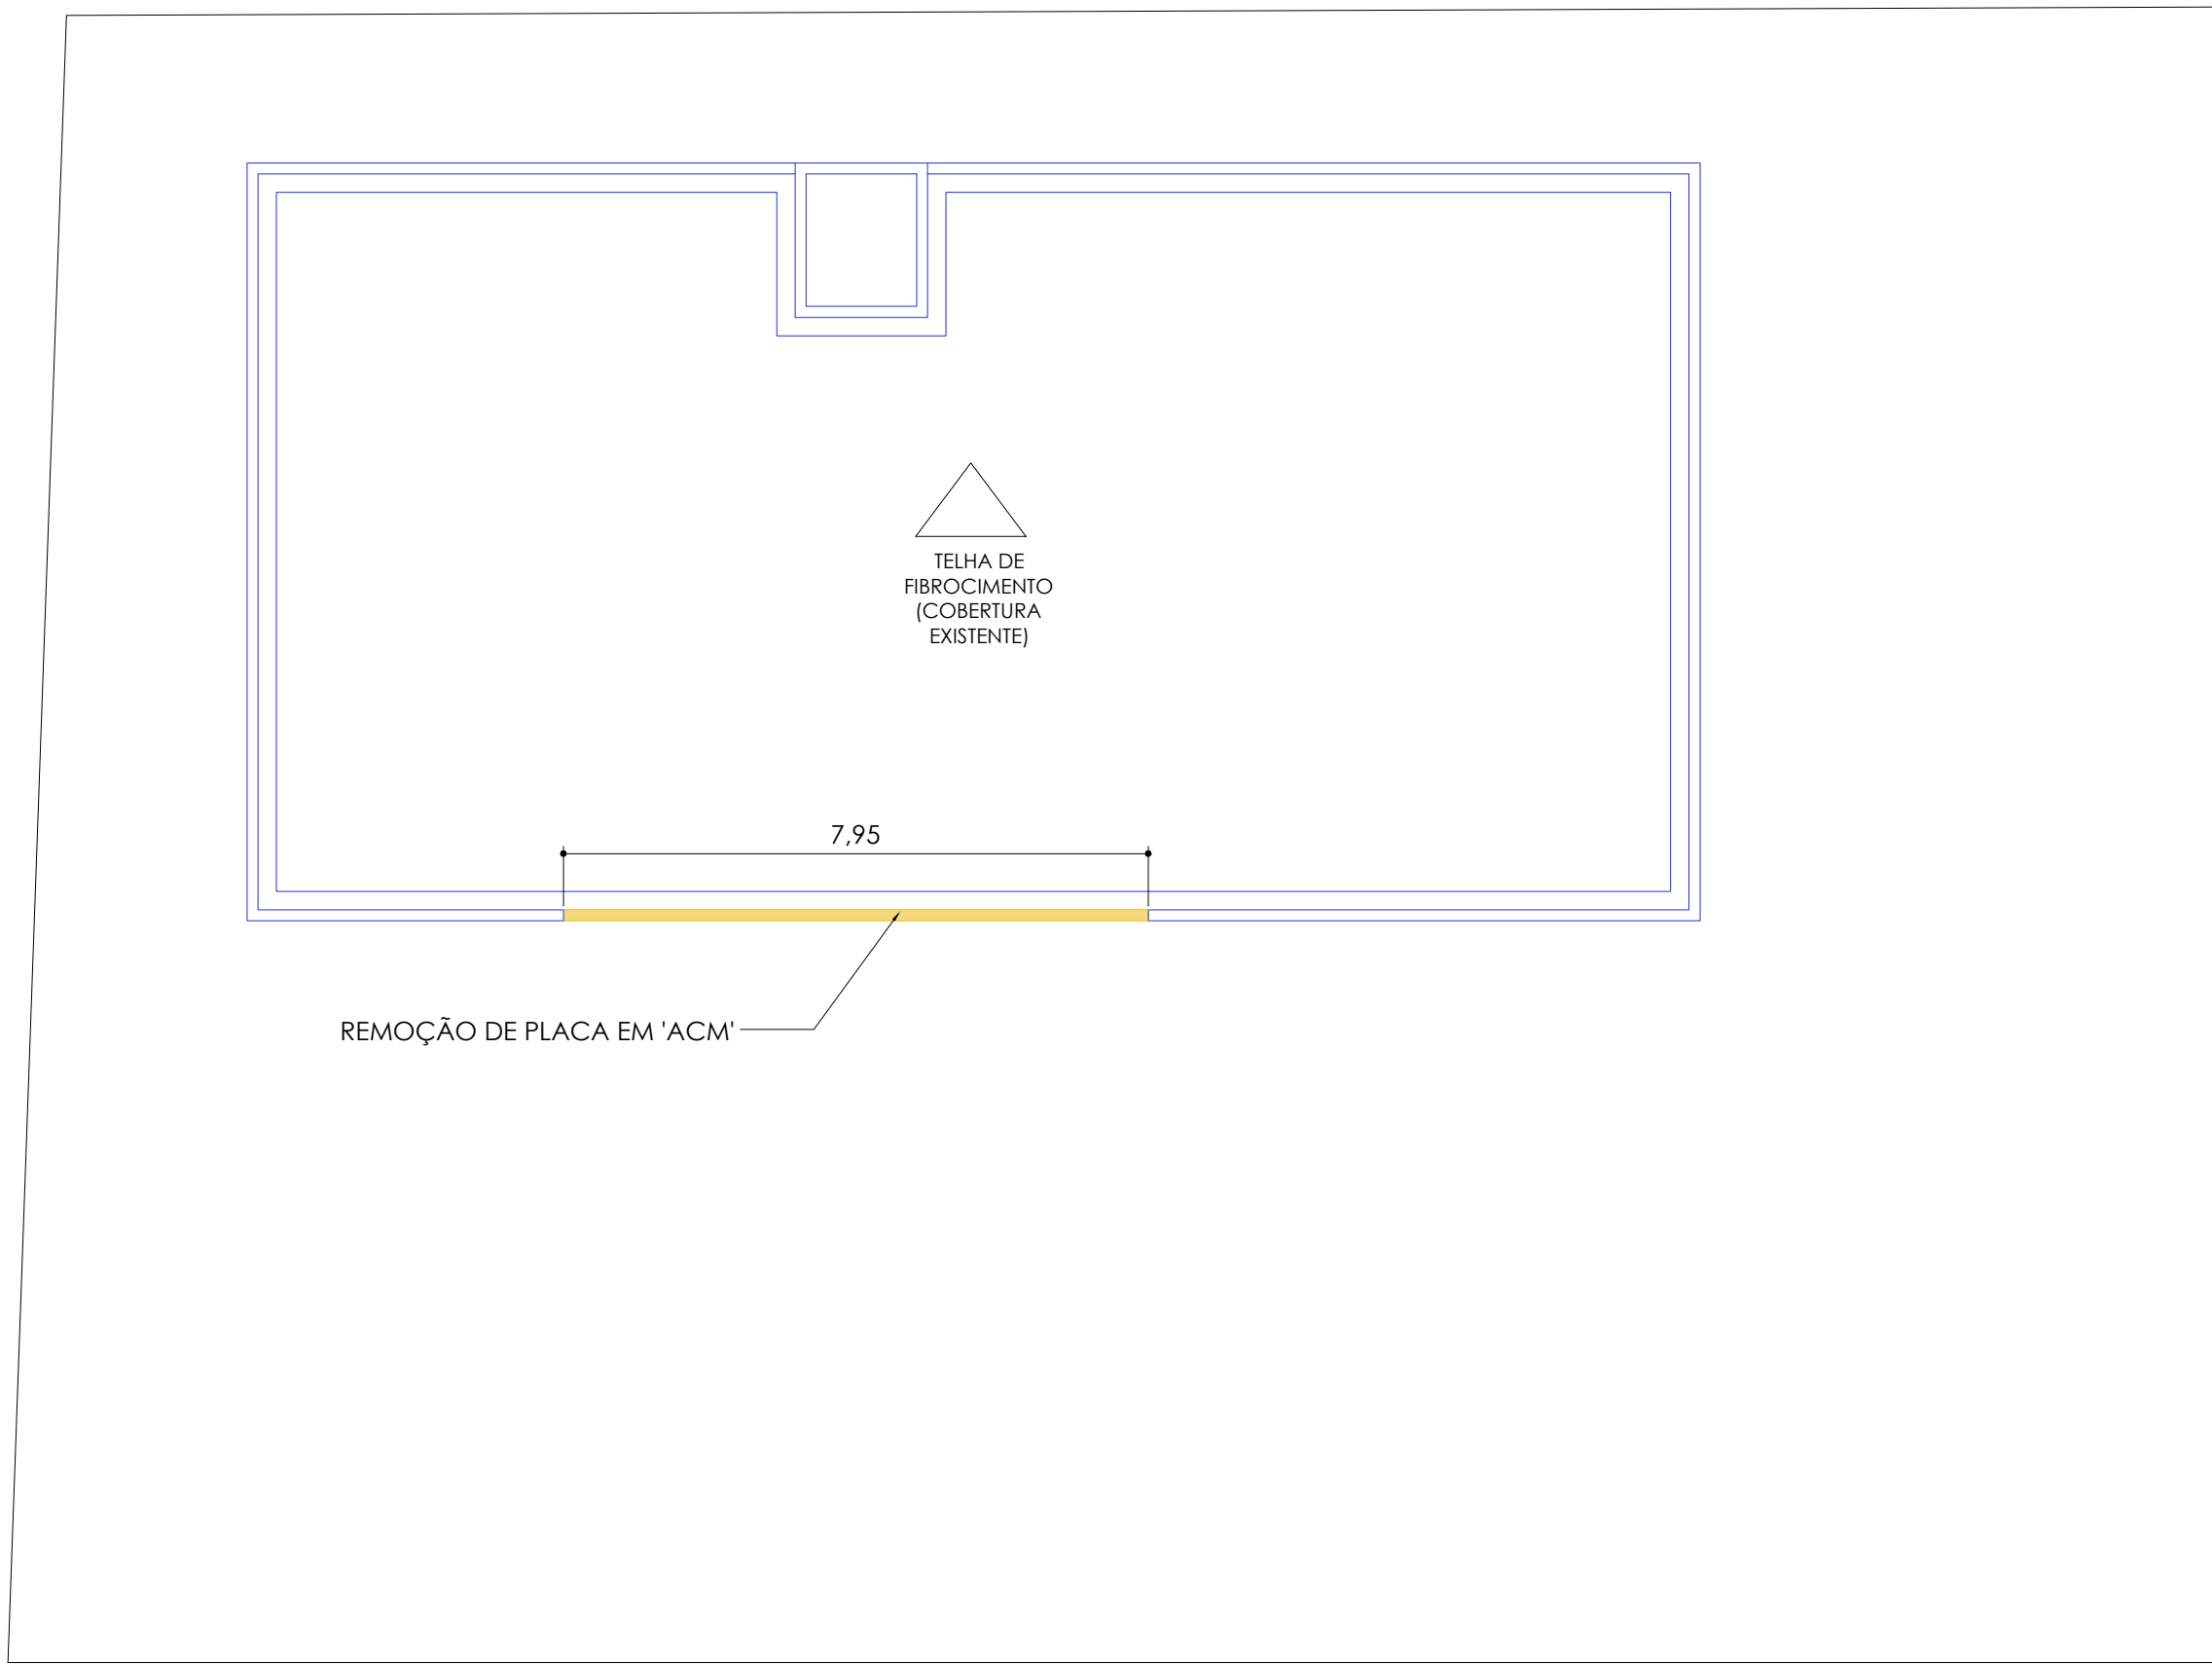 TELHA DE
FIBROCIMENTO
(COBERTURA
EXISTENTE)
7,95
REMOÇÃO DE PLACA EM 'ACM'